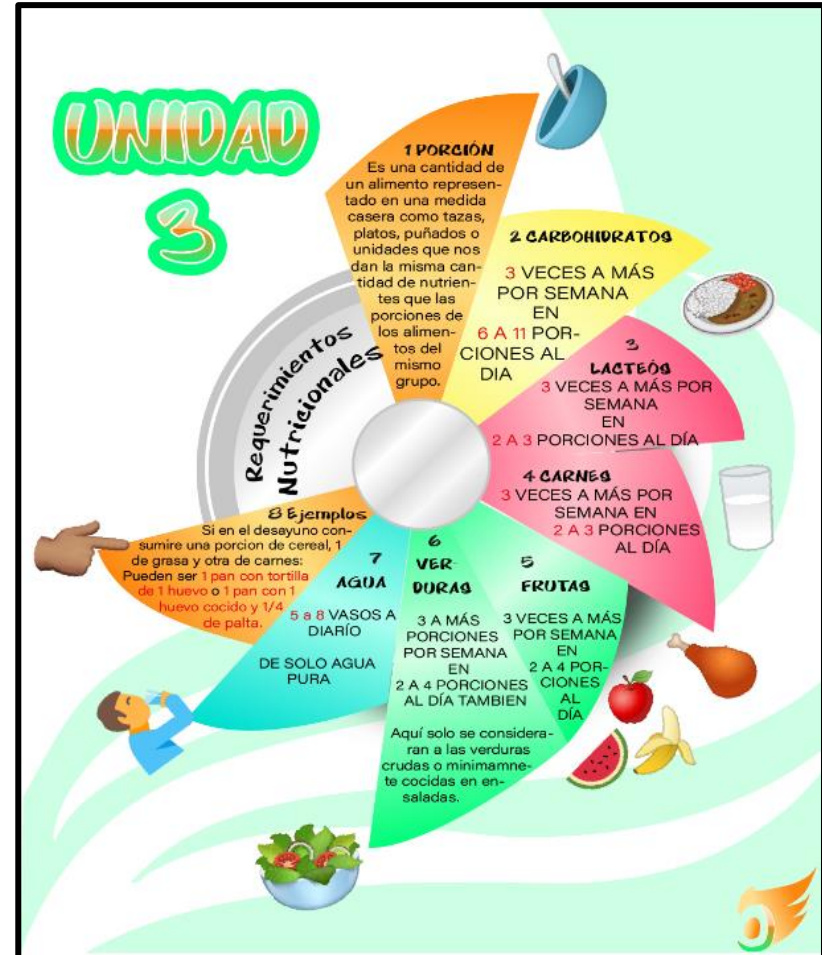 UNIDAD
3
Requerimientos
Nutricionales
1 PORCIÓN
Es una cantidad de
un alimento represen-
tado en una medida
casera como tazas,
platos, puñados o
unidades que nos
dan la misma can-
tidad de nutrien-
tes que las
porciones de
los alimen-
tos del
mismo
grupo.
2 CARBOHIDRATOS
3 VECES A MÁS
POR SEMANA
EN
6 A 11 POR-
CIONES AL
DIA
3
LACTEÓS
3 VECES A MÁS POR
SEMANA
EN
2 A 3 PORCIONES AL DÍA
4 CARNES
3 VECES A MÁS POR
SEMANA EN
2 A 3 PORCIONES
AL DÍA
5
FRUTAS
3 VECES A MÁS
POR SEMANA
EN
2 A 4 POR-
CIONES
AL
DÍA
6
VER-
DURAS
3 A MÁS
PORCIONES
POR SEMANA
EN
2 A 4 PORCIONES
AL DÍA TAMBIEN
Aquí solo se considera-
ran a las verduras
crudas o minimamne-
te cocidas en en-
saladas.
7
AGUA
5 a 8 VASOS A
DIARÍO
DE SOLO AGUA
PURA
8 Ejemplos
Si en el desayuno con-
sumire una porcion de cereal, 1
de grasa y otra de carnes:
Pueden ser 1 pan con tortilla
de 1 huevo o 1 pan con 1
huevo cocido y 1/4
de palta.